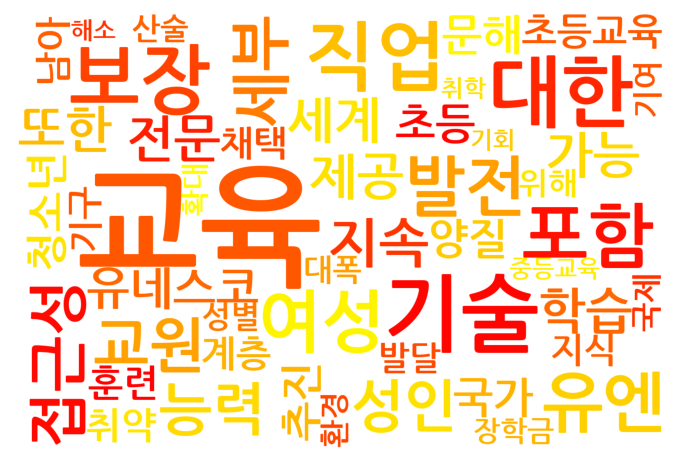 남아
해소
산술
보장
세부
직업
문해
초등교육
취학
대한
기여
또한
전문
채택
세계
초등
기회
가능
청소년
기구
확대
교육
제공
발전
위해
지속
양질
포함
유네스코
대폭
중등교육
접근성
교원
성별
여성
기술
학습
국제
계층
발달
지식
훈련
취약
능력
추진
환경
성인
국가
장학금
유엔